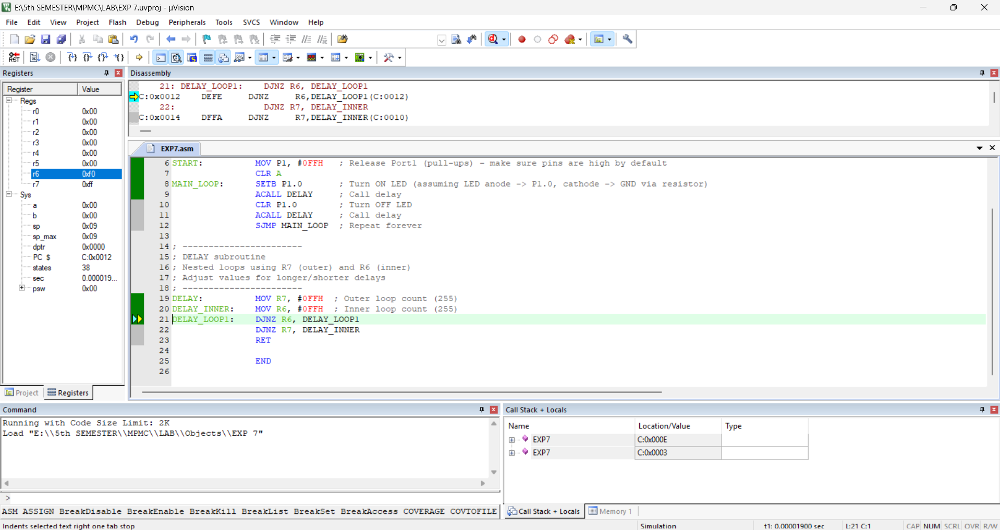 E:\5th SEMESTER\MPMC\LAB\EXP 7.uvproj - µVision
File Edit View Project Flash Debug Peripherals Tools SVCS Window Help
RST
Registers
Register Value
Regs
r0 0x00
r1 0x00
r2 0x00
r3 0x00
r4 0x00
r5 0x00
r6 0xf0
r7 0xff
Sys
a 0x00
b 0x00
sp 0x09
sp_max 0x09
dptr 0x0000
PC $ C:0x0012
states 38
sec 0.000019...
psw 0x00
Project Registers
Disassembly
21: DELAY_LOOP1: DJNZ R6, DELAY_LOOP1
C:0x0012 DEFE DJNZ R6,DELAY_LOOP1(C:0012)
22: DJNZ R7, DELAY_INNER
C:0x0014 DFFA DJNZ R7,DELAY_INNER(C:0010)
EXP7.asm
6 START: MOV P1, #0FFH ; Release Port1 (pull-ups) - make sure pins are high by default
7 CLR A
8 MAIN_LOOP: SETB P1.0 ; Turn ON LED (assuming LED anode -> P1.0, cathode -> GND via resistor)
9 ACALL DELAY ; Call delay
10 CLR P1.0 ; Turn OFF LED
11 ACALL DELAY ; Call delay
12 SJMP MAIN_LOOP ; Repeat forever
13
14 ; -----------------------
15 ; DELAY subroutine
16 ; Nested loops using R7 (outer) and R6 (inner)
17 ; Adjust values for longer/shorter delays
18 ; -----------------------
19 DELAY: MOV R7, #0FFH ; Outer loop count (255)
20 DELAY_INNER: MOV R6, #0FFH ; Inner loop count (255)
21 DELAY_LOOP1: DJNZ R6, DELAY_LOOP1
22 DJNZ R7, DELAY_INNER
23 RET
24
25 END
26
Command
Running with Code Size Limit: 2K
Load "E:\\5th SEMESTER\\MPMC\\LAB\\Objects\\EXP 7"
>
ASM ASSIGN BreakDisable BreakEnable BreakKill BreakList BreakSet BreakAccess COVERAGE COVTOFILE
Call Stack + Locals
Name Location/Value Type
EXP7 C:0x000E
EXP7 C:0x0003
Call Stack + Locals Memory 1
Indents selected text right one tab stop Simulation t1: 0.00001900 sec L:21 C:1 CAP NUM SCRL OVR R/W